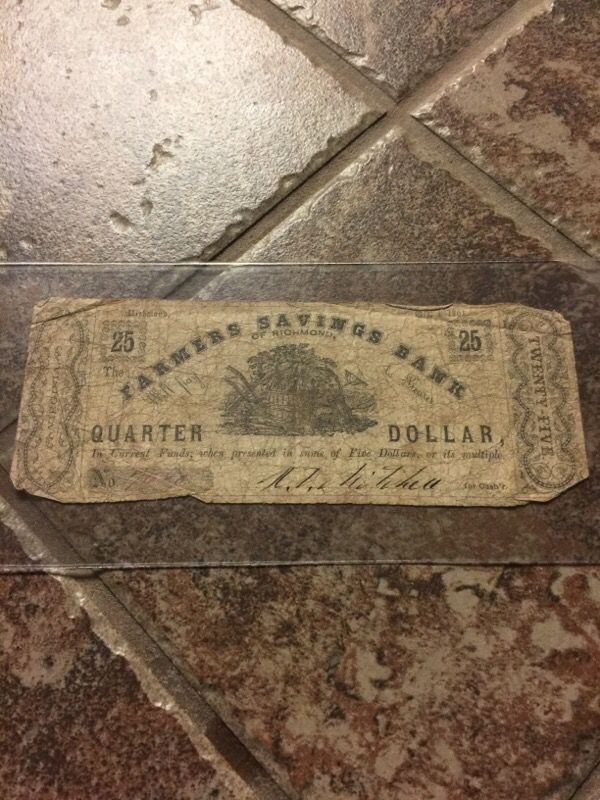 Richmond,
25
FARMERS SAVINGS BANK
OF RICHMOND,
25
The
QUARTER DOLLAR,
In Current Funds, when presented in sums of Five Dollars, or its multiple.
No
for Cash'r.
TWENTY-FIVE